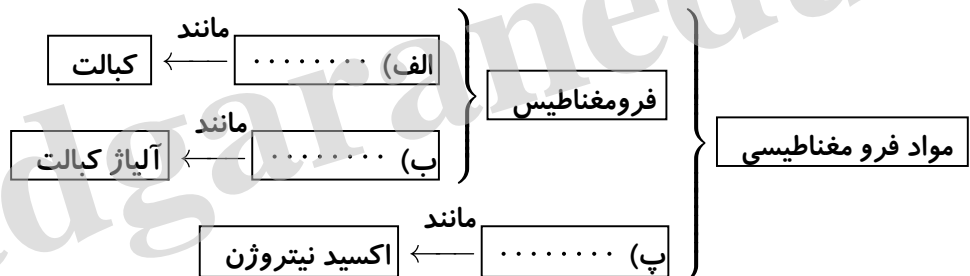 مواد فرو مغناطیسی
فرومغناطیس
الف) ........ مانند کبالت
ب) ........ مانند آلیاژ کبالت
پ) ........ مانند اکسید نیتروژن